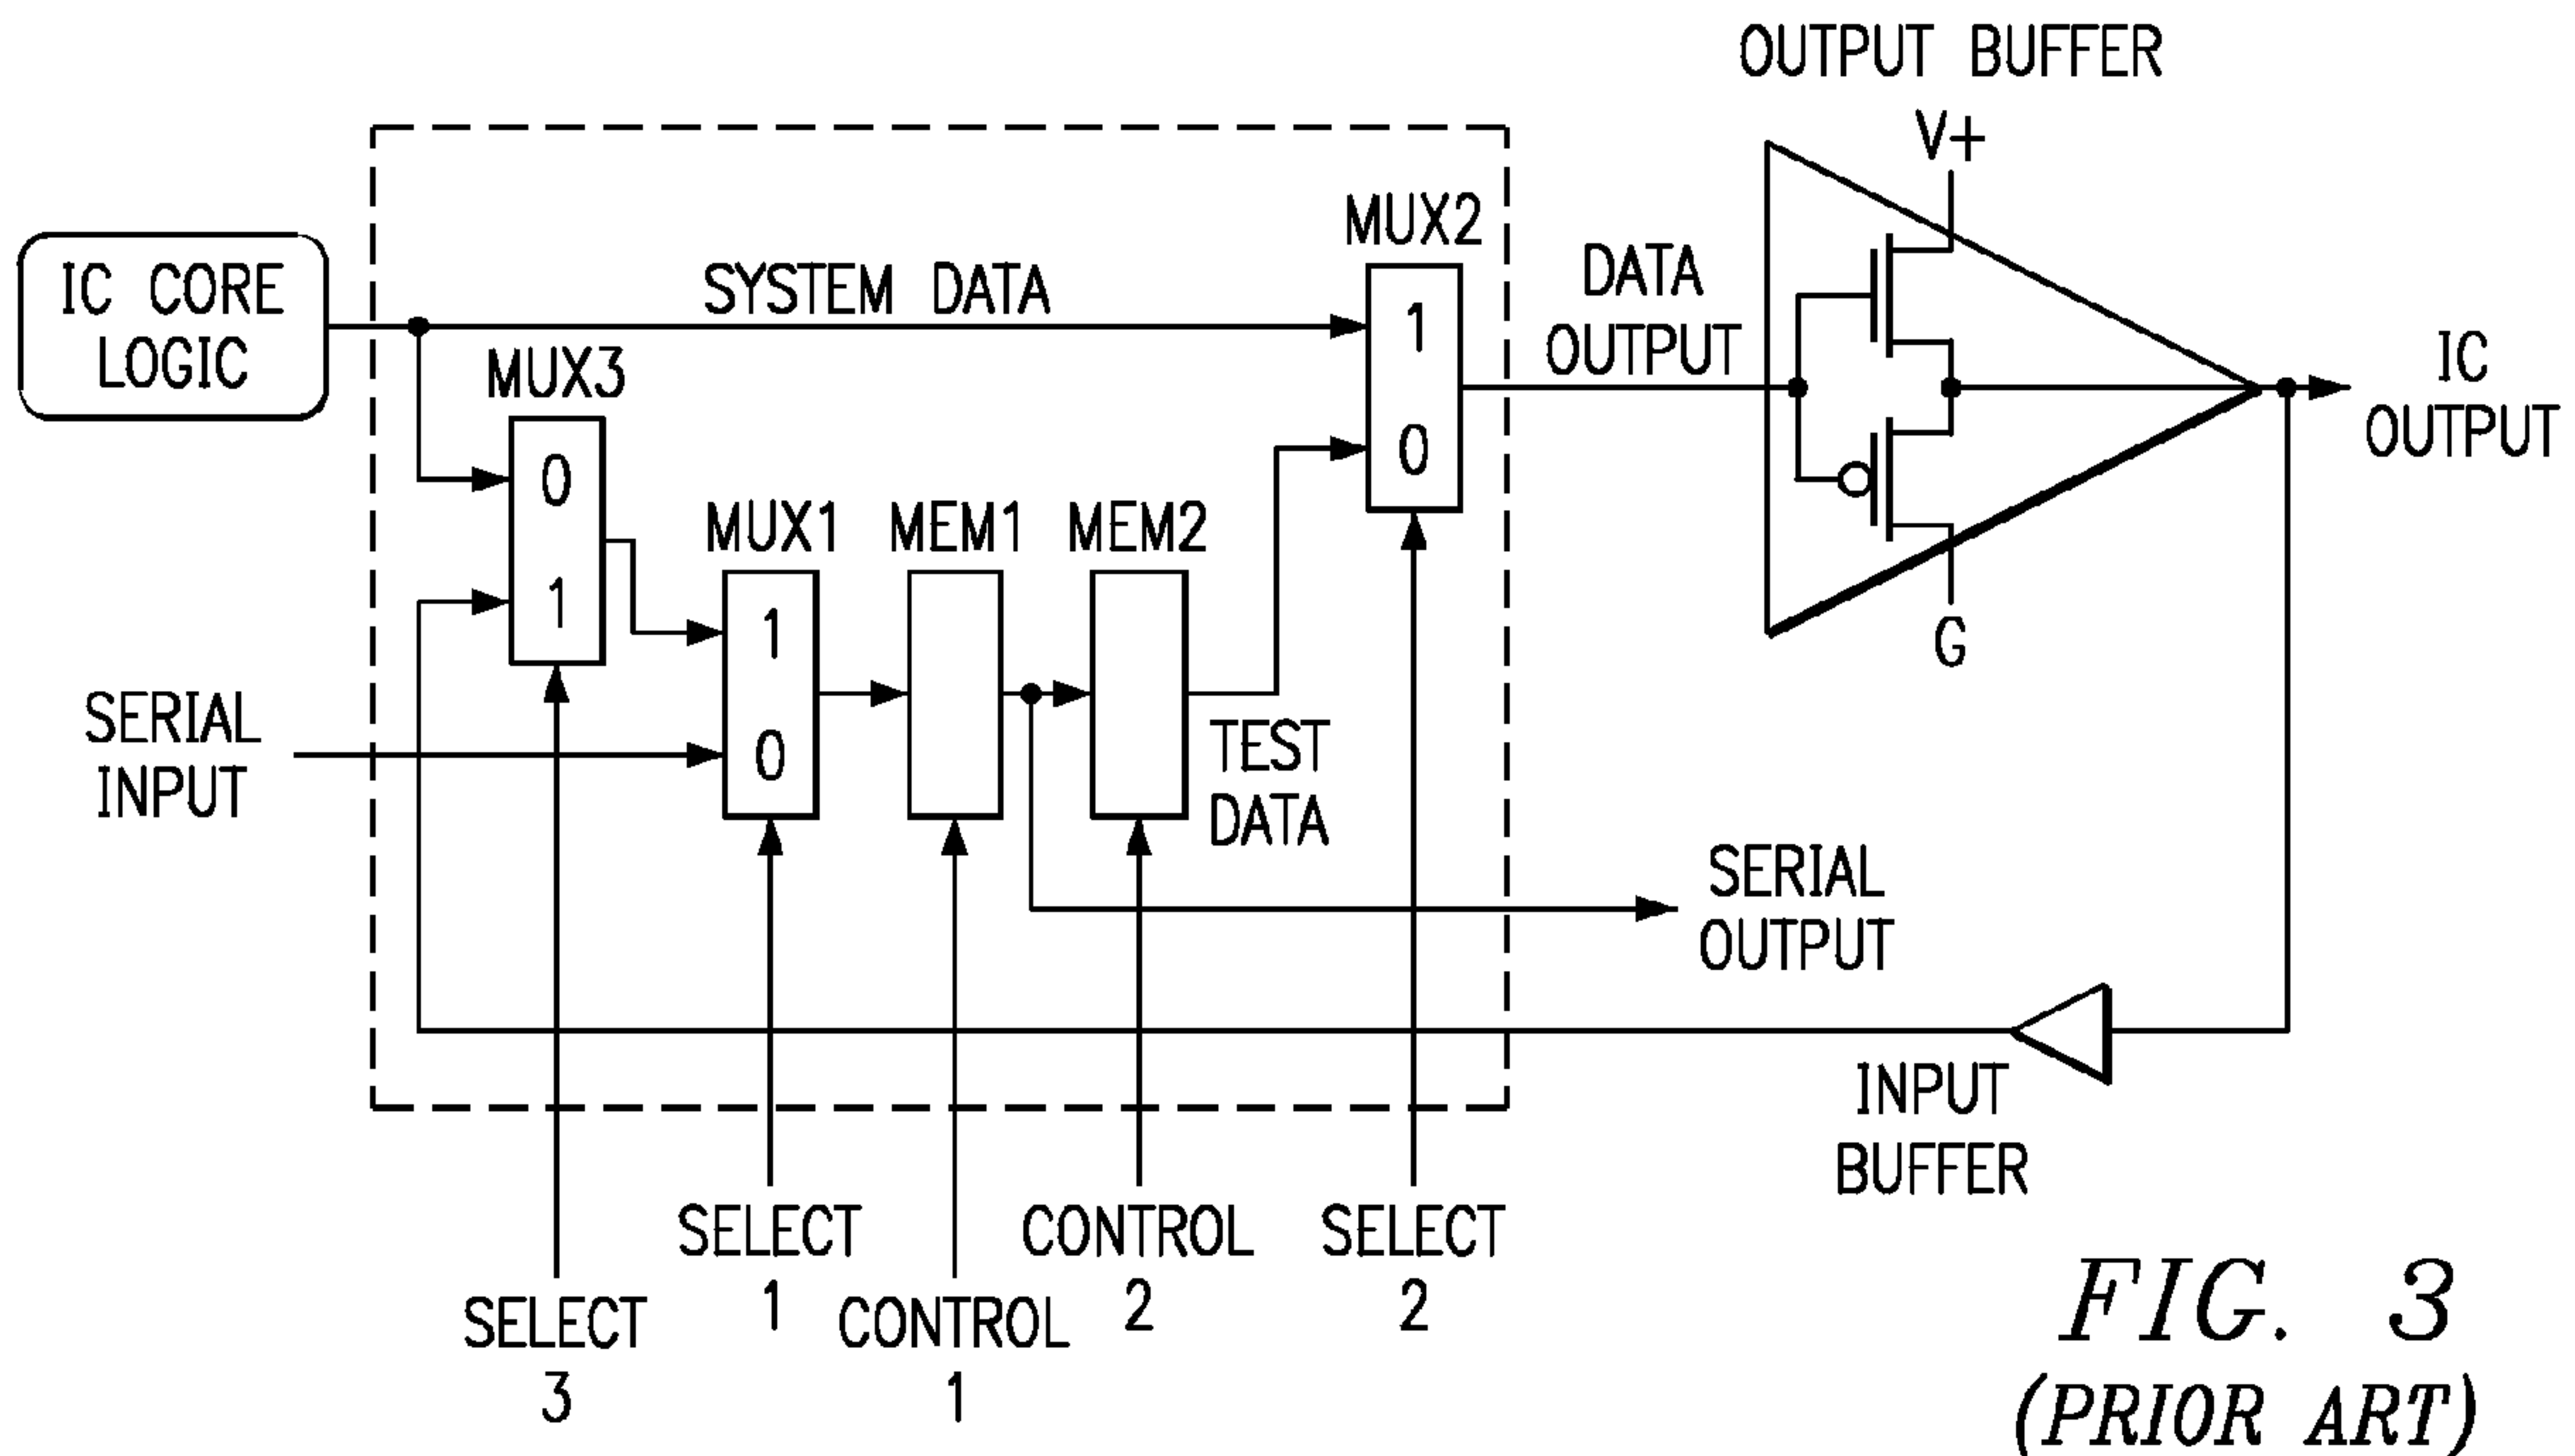 OUTPUT BUFFER
V+
IC CORE
LOGIC
SYSTEM DATA
MUX2
1
0
DATA
OUTPUT
IC
OUTPUT
G
MUX3
0
1
MUX1
1
0
MEM1
MEM2
SERIAL
INPUT
TEST
DATA
SERIAL
OUTPUT
INPUT
BUFFER
SELECT
3
SELECT
1
CONTROL
1
CONTROL
2
SELECT
2
FIG. 3
(PRIOR ART)